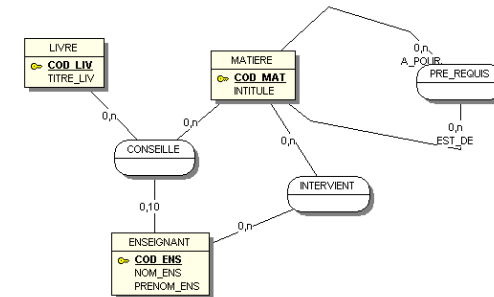 LIVRE
COD_LIV
TITRE_LIV
MATIERE
COD_MAT
INTITULE
0,n
A_POUR
PRE_REQUIS
0,n
EST_DE
0,n
0,n
0,n
CONSEILLE
INTERVIENT
0,10
0,n
ENSEIGNANT
COD_ENS
NOM_ENS
PRENOM_ENS